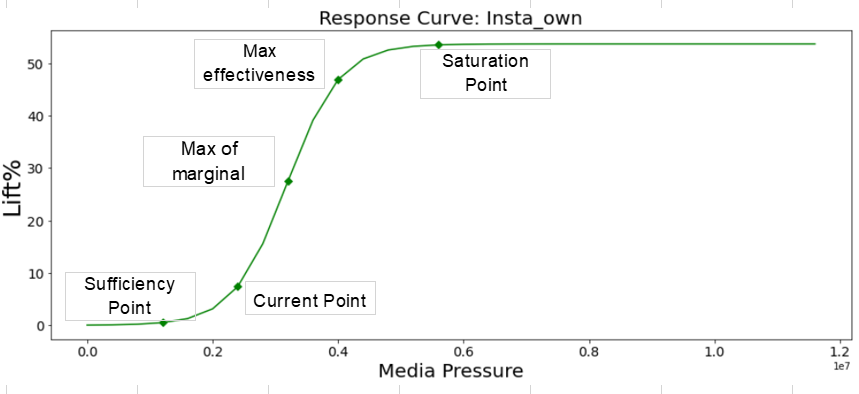 Response Curve: Insta_own
Max
effectiveness
Saturation
Point
Max of
marginal
Sufficiency
Point
Current Point
Lift%
50
40
30
20
10
0
0.0 0.2 0.4 0.6 0.8 1.0 1.2
1e7
Media Pressure